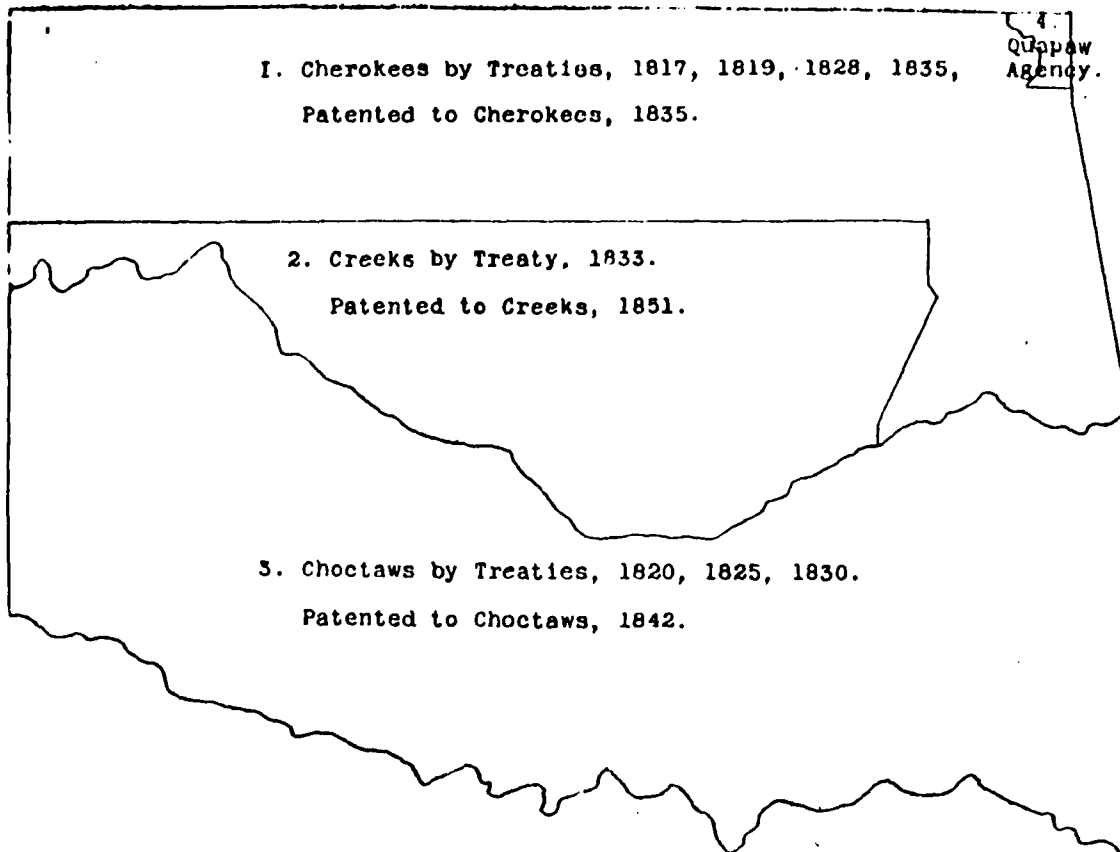 4.
Quapaw
Agency.
1. Cherokees by Treaties, 1817, 1819, 1828, 1835,
Patented to Cherokees, 1835.
2. Creeks by Treaty, 1833.
Patented to Creeks, 1851.
3. Choctaws by Treaties, 1820, 1825, 1830.
Patented to Choctaws, 1842.